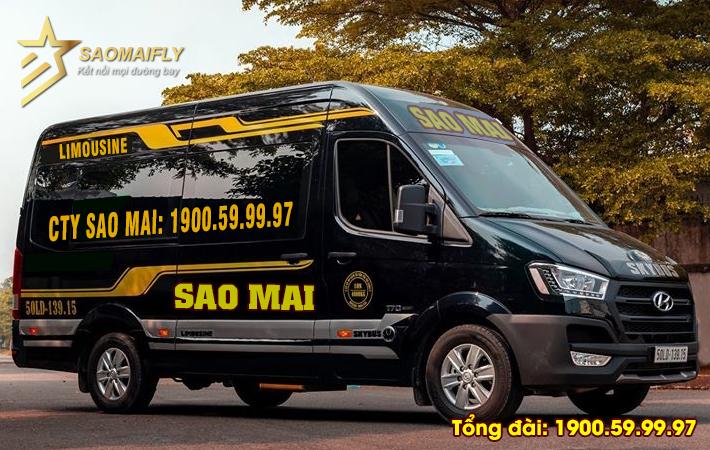 SAOMAIFLY
Kết nối mọi đường bay
SAO MAI
LIMOUSINE
CTY SAO MAI: 1900.59.99.97
SKYBUS
50LD-139.15
SAO MAI
LIMOUSINE
SKYBUS
50LD-139.15
Tổng đài: 1900.59.99.97